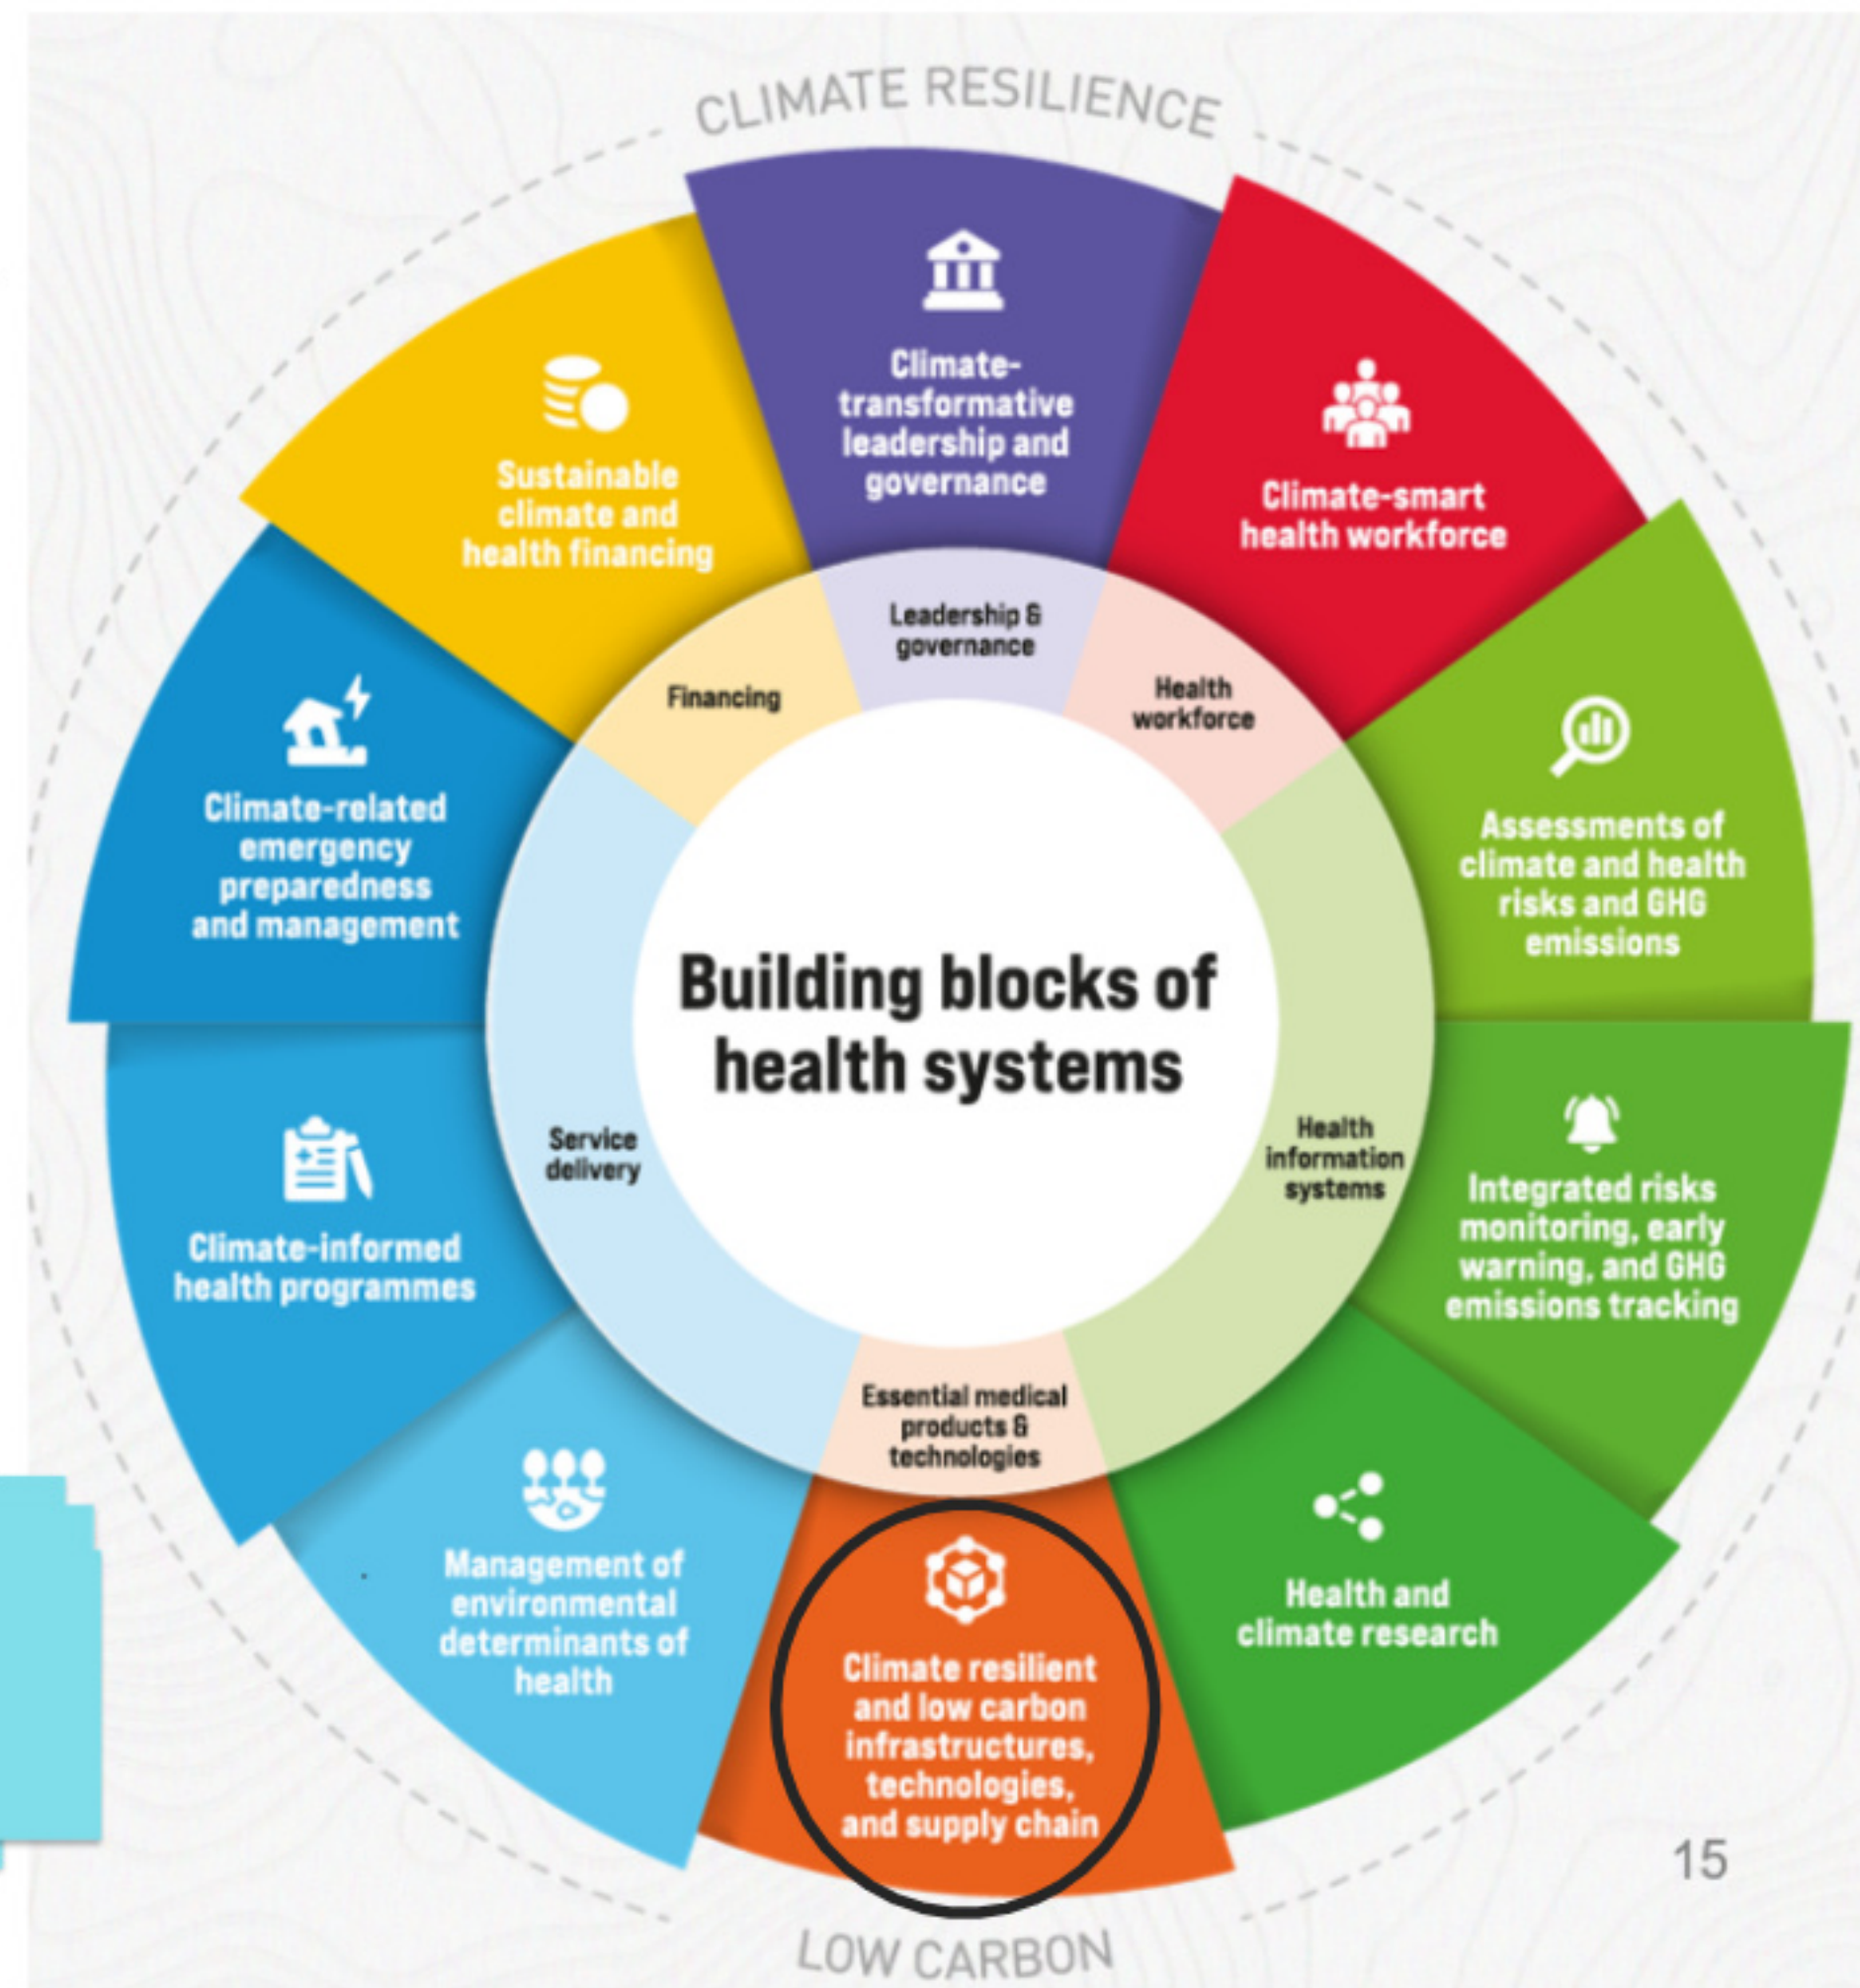 CLIMATE RESILIENCE
Climate-
transformative
leadership and
governance
Climate-smart
health workforce
Assessments of
climate and health
risks and GHG
emissions
Integrated risks
monitoring, early
warning, and GHG
emissions tracking
Health and
climate research
Climate resilient
and low carbon
infrastructures,
technologies,
and supply chain
Management of
environmental
determinants of
health
Climate-informed
health programmes
Climate-related
emergency
preparedness
and management
Sustainable
climate and
health financing
Leadership &
governance
Health
workforce
Health
information
systems
Essential medical
products &
technologies
Service
delivery
Financing
Building blocks of
health systems
LOW CARBON
15